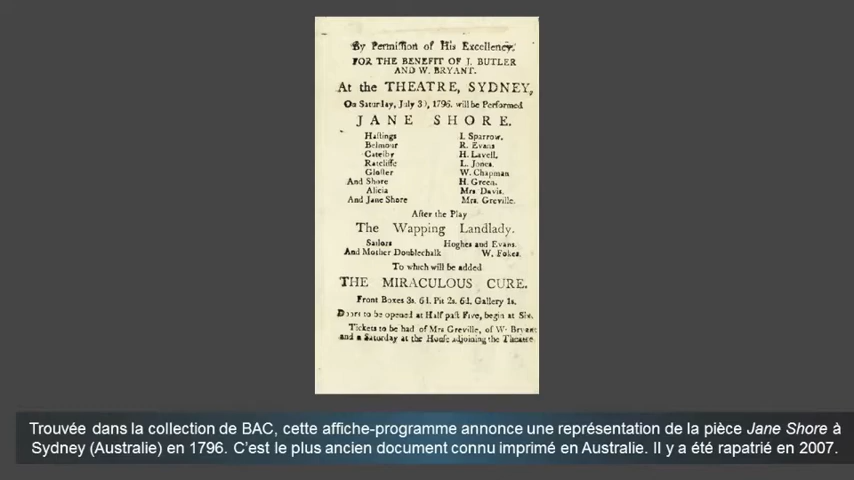 By Permiſſion of His Excellency.
FOR THE BENEFIT OF J. BUTLER
AND W. BRYANT.
At the THEATRE, SYDNEY,
On Saturday, July 30, 1796. will be Performed
JANE SHORE.
Haſtings I. Sparrow.
Belmour R. Evans
Cateſby H. Lavell.
Ratcliffe L. Jones.
Gloſter W. Chapman
And Shore H. Green.
Alicia Mrs Davis.
And Jane Shore Mrs. Greville.
After the Play
The Wapping Landlady.
Sailors Hoghes and Evans.
And Mother Doublechalk W. Fokes.
To which will be added
THE MIRACULOUS CURE.
Front Boxes 3s. 6d. Pit 2s. 6d. Gallery 1s.
Doors to be opened at Half paſt Five, begin at Six.
Tickets to be had of Mrs Greville, of W. Bryant
and a Saturday at the Houſe adjoining the Theatre.
Trouvée dans la collection de BAC, cette affiche-programme annonce une représentation de la pièce Jane Shore à
Sydney (Australie) en 1796. C'est le plus ancien document connu imprimé en Australie. Il y a été rapatrié en 2007.